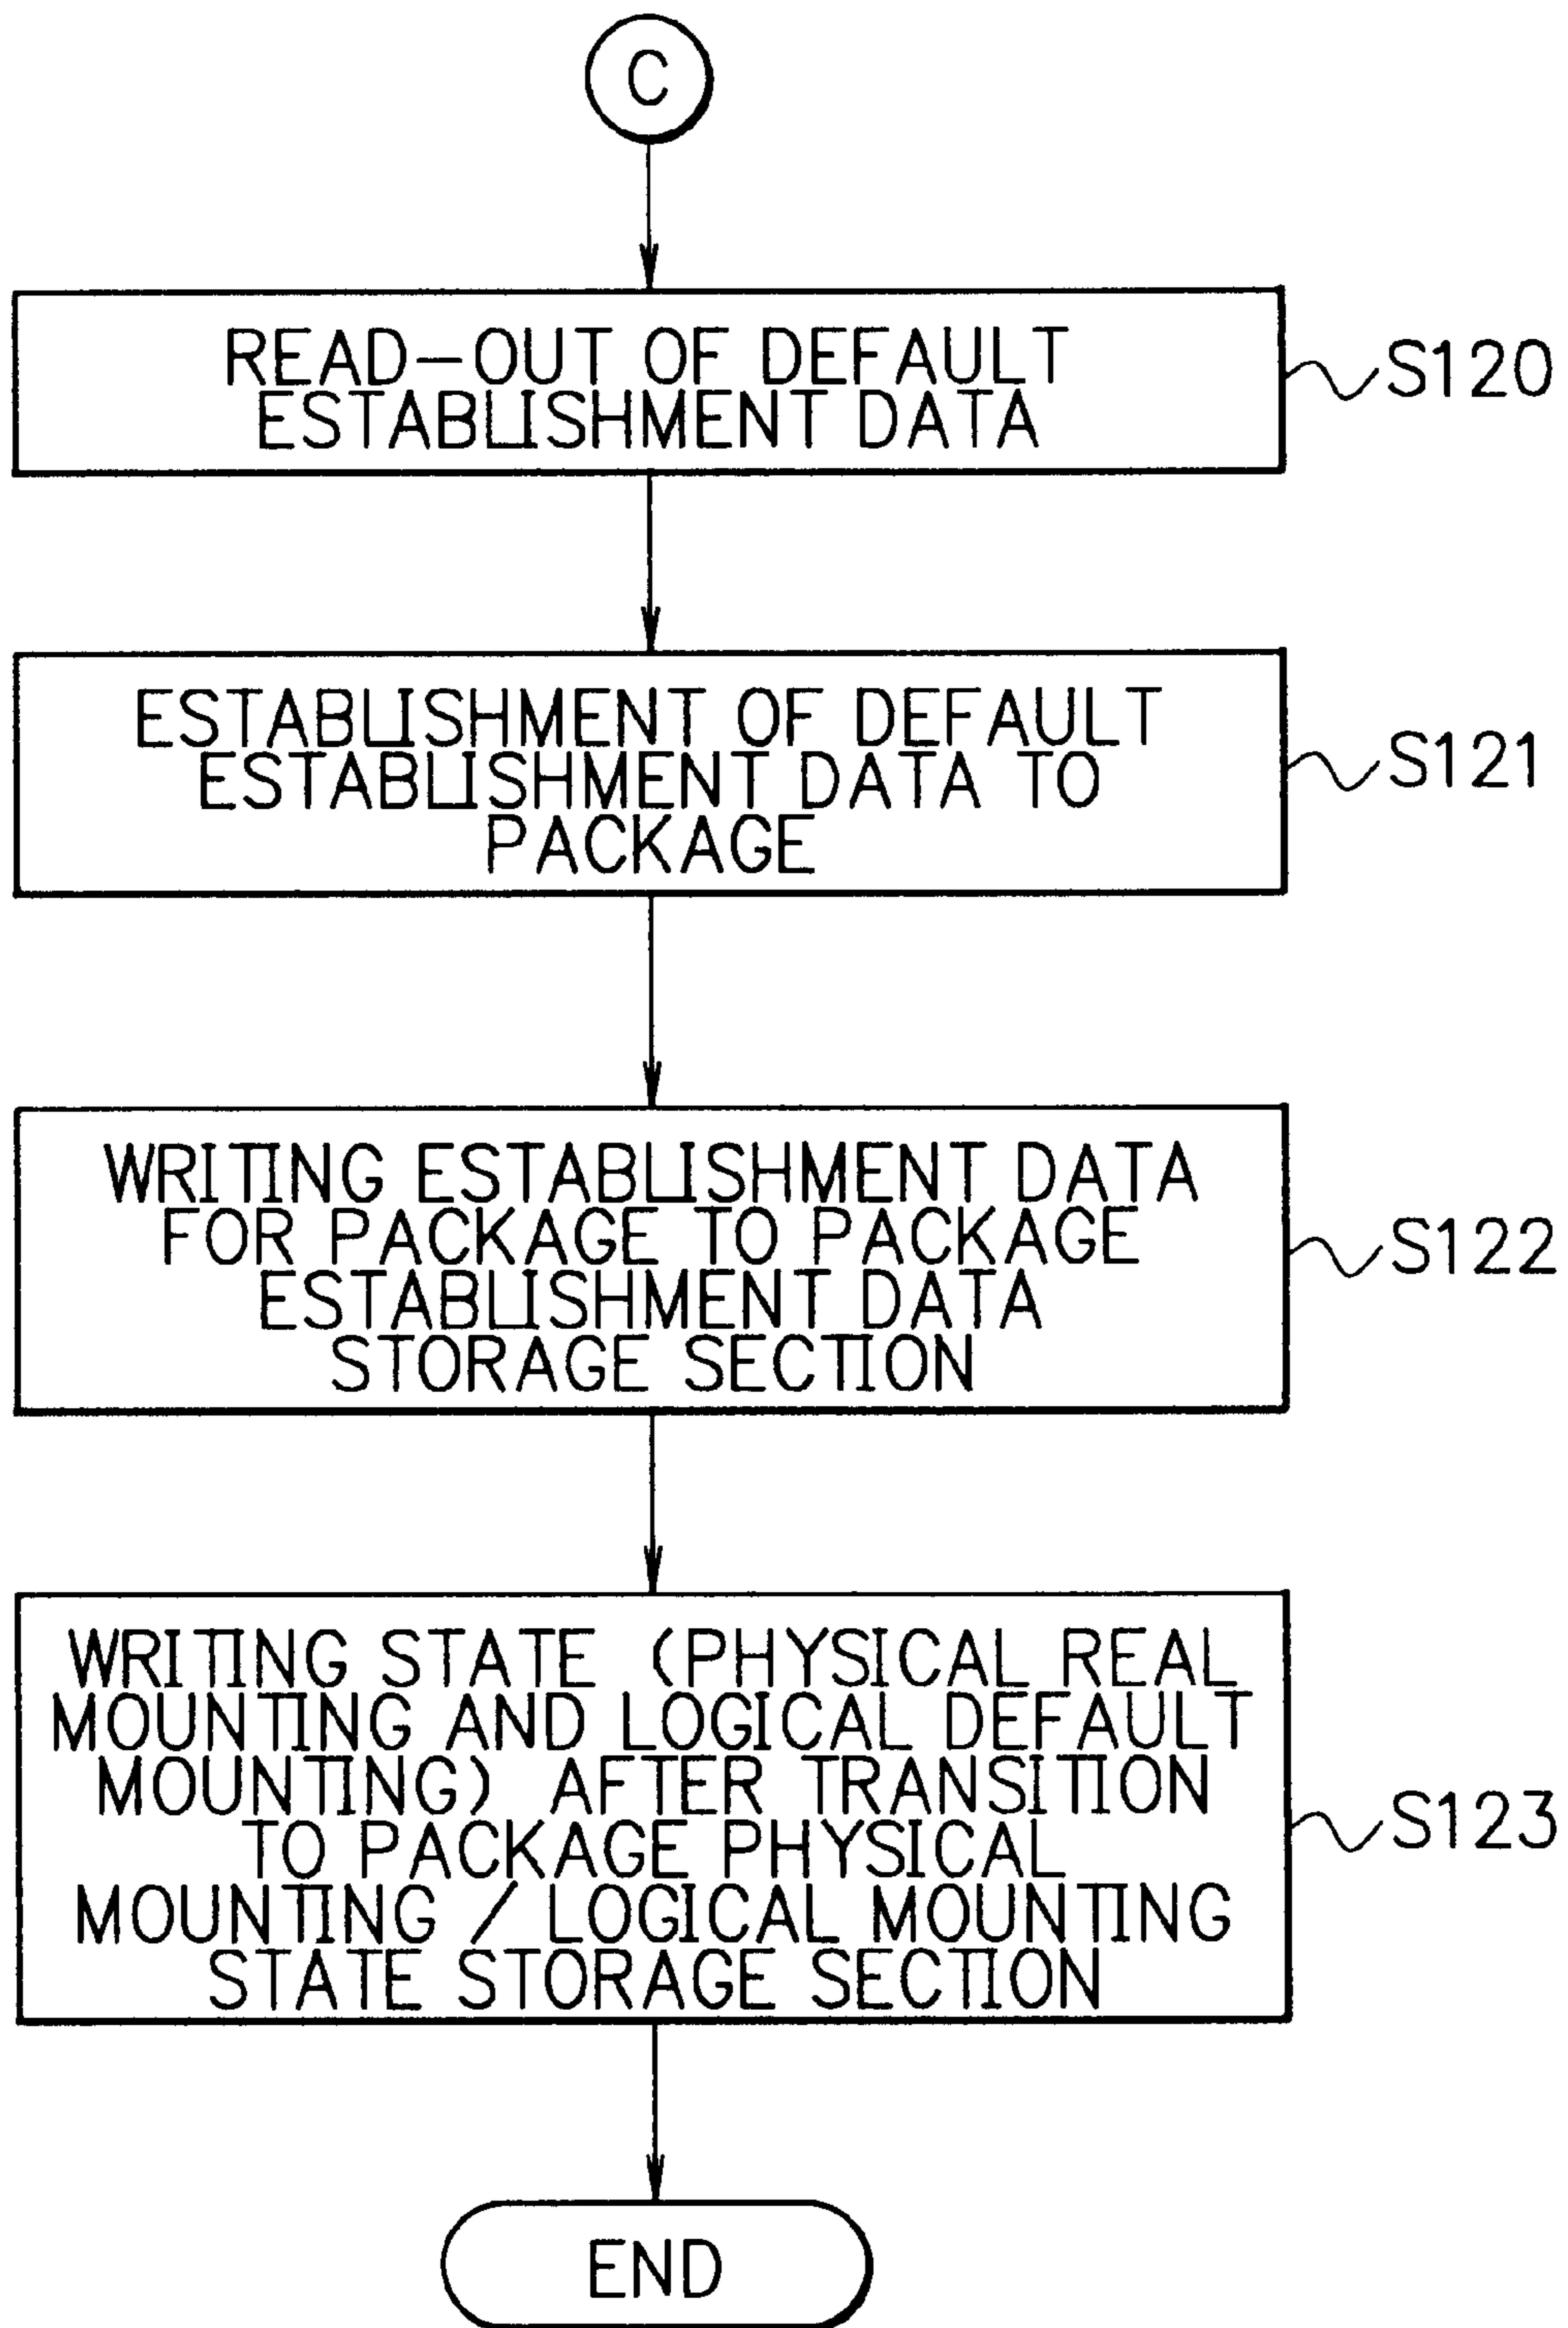 C
READ-OUT OF DEFAULT
ESTABLISHMENT DATA
S120
ESTABLISHMENT OF DEFAULT
ESTABLISHMENT DATA TO
PACKAGE
S121
WRITING ESTABLISHMENT DATA
FOR PACKAGE TO PACKAGE
ESTABLISHMENT DATA
STORAGE SECTION
S122
WRITING STATE (PHYSICAL REAL
MOUNTING AND LOGICAL DEFAULT
MOUNTING) AFTER TRANSITION
TO PACKAGE PHYSICAL
MOUNTING / LOGICAL MOUNTING
STATE STORAGE SECTION
S123
END